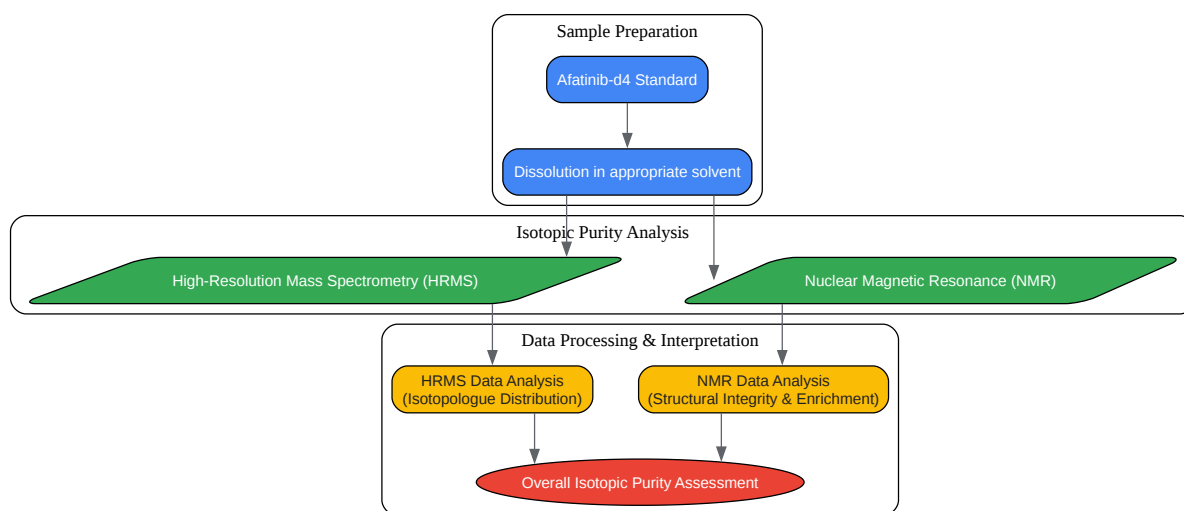 Sample Preparation
Afatinib-d4 Standard
Dissolution in appropriate solvent
Isotopic Purity Analysis
High-Resolution Mass Spectrometry (HRMS)
Nuclear Magnetic Resonance (NMR)
Data Processing & Interpretation
HRMS Data Analysis
(Isotopologue Distribution)
NMR Data Analysis
(Structural Integrity & Enrichment)
Overall Isotopic Purity Assessment